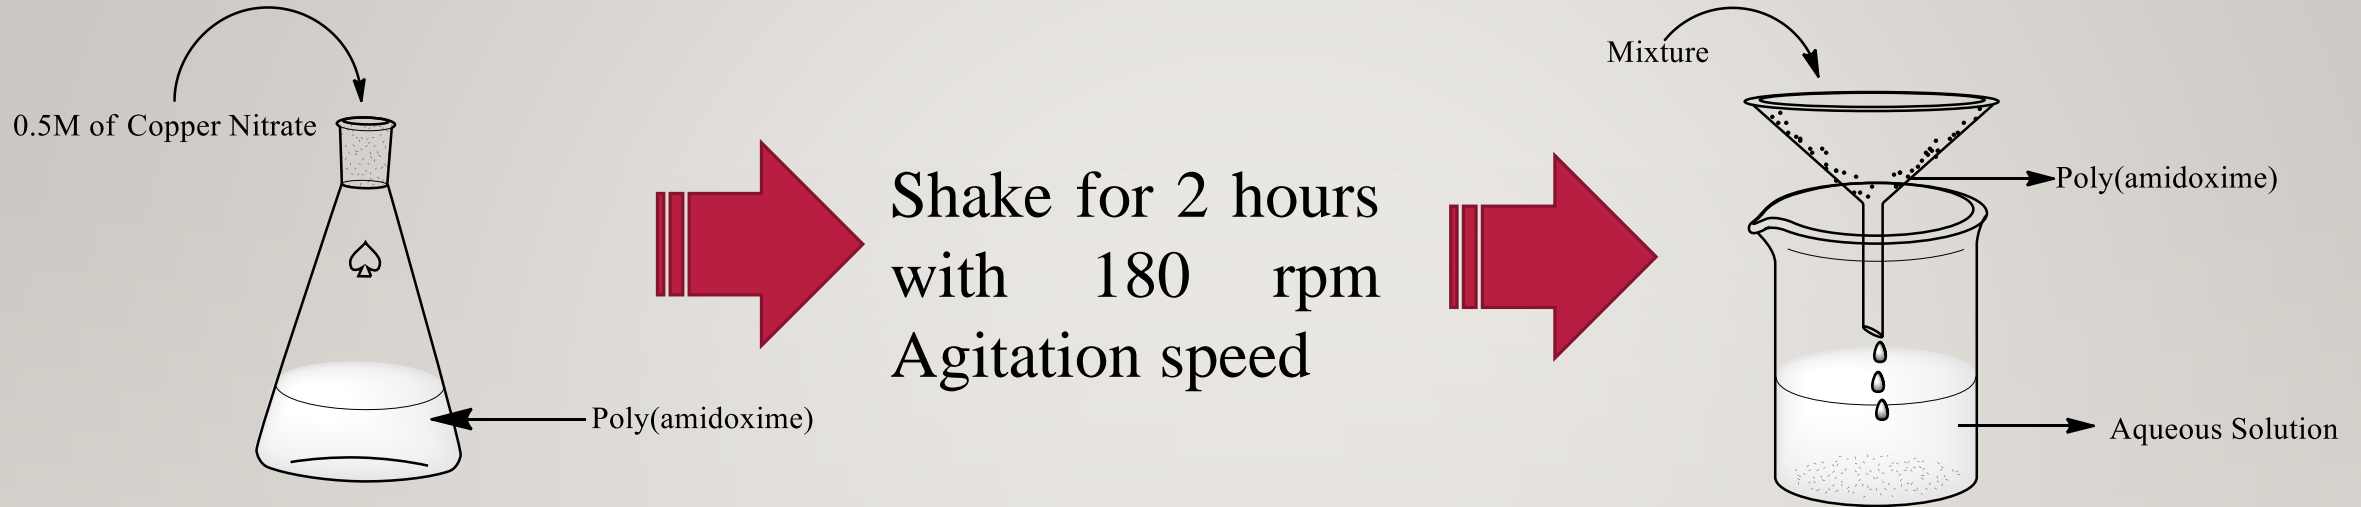 0.5M of Copper Nitrate
Poly(amidoxime)
Shake for 2 hours
with 180 rpm
Agitation speed
Mixture
Poly(amidoxime)
Aqueous Solution